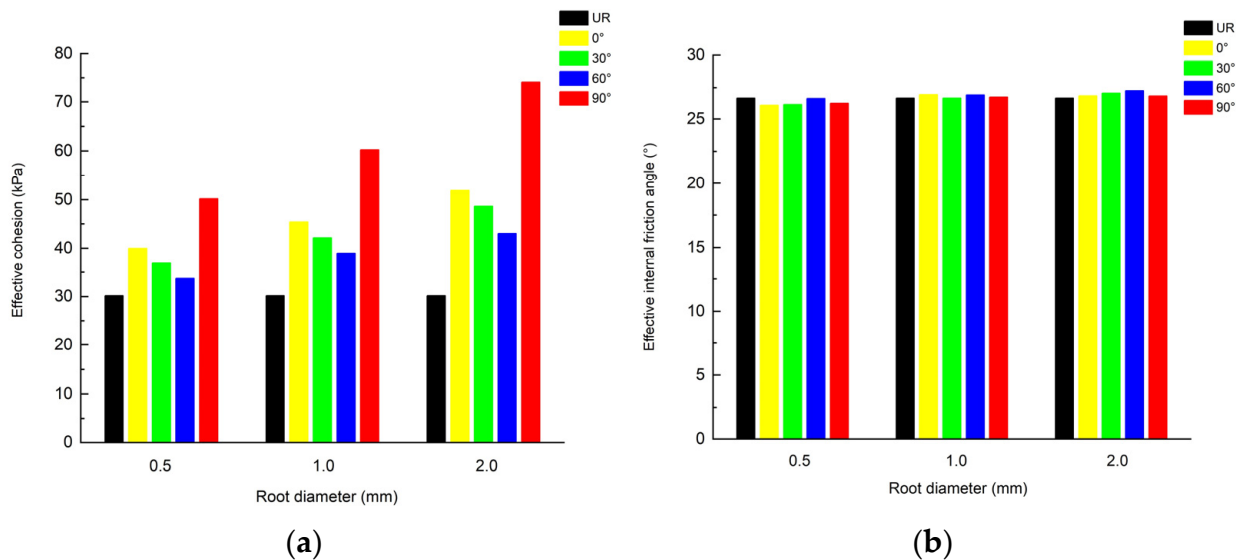 UR
0°
30°
60°
90°
80
70
60
50
40
30
20
10
0
Effective cohesion (kPa)
0.5 1.0 2.0
Root diameter (mm)
(a)
UR
0°
30°
60°
90°
30
25
20
15
10
5
0
Effective internal friction angle (°)
0.5 1.0 2.0
Root diameter (mm)
(b)